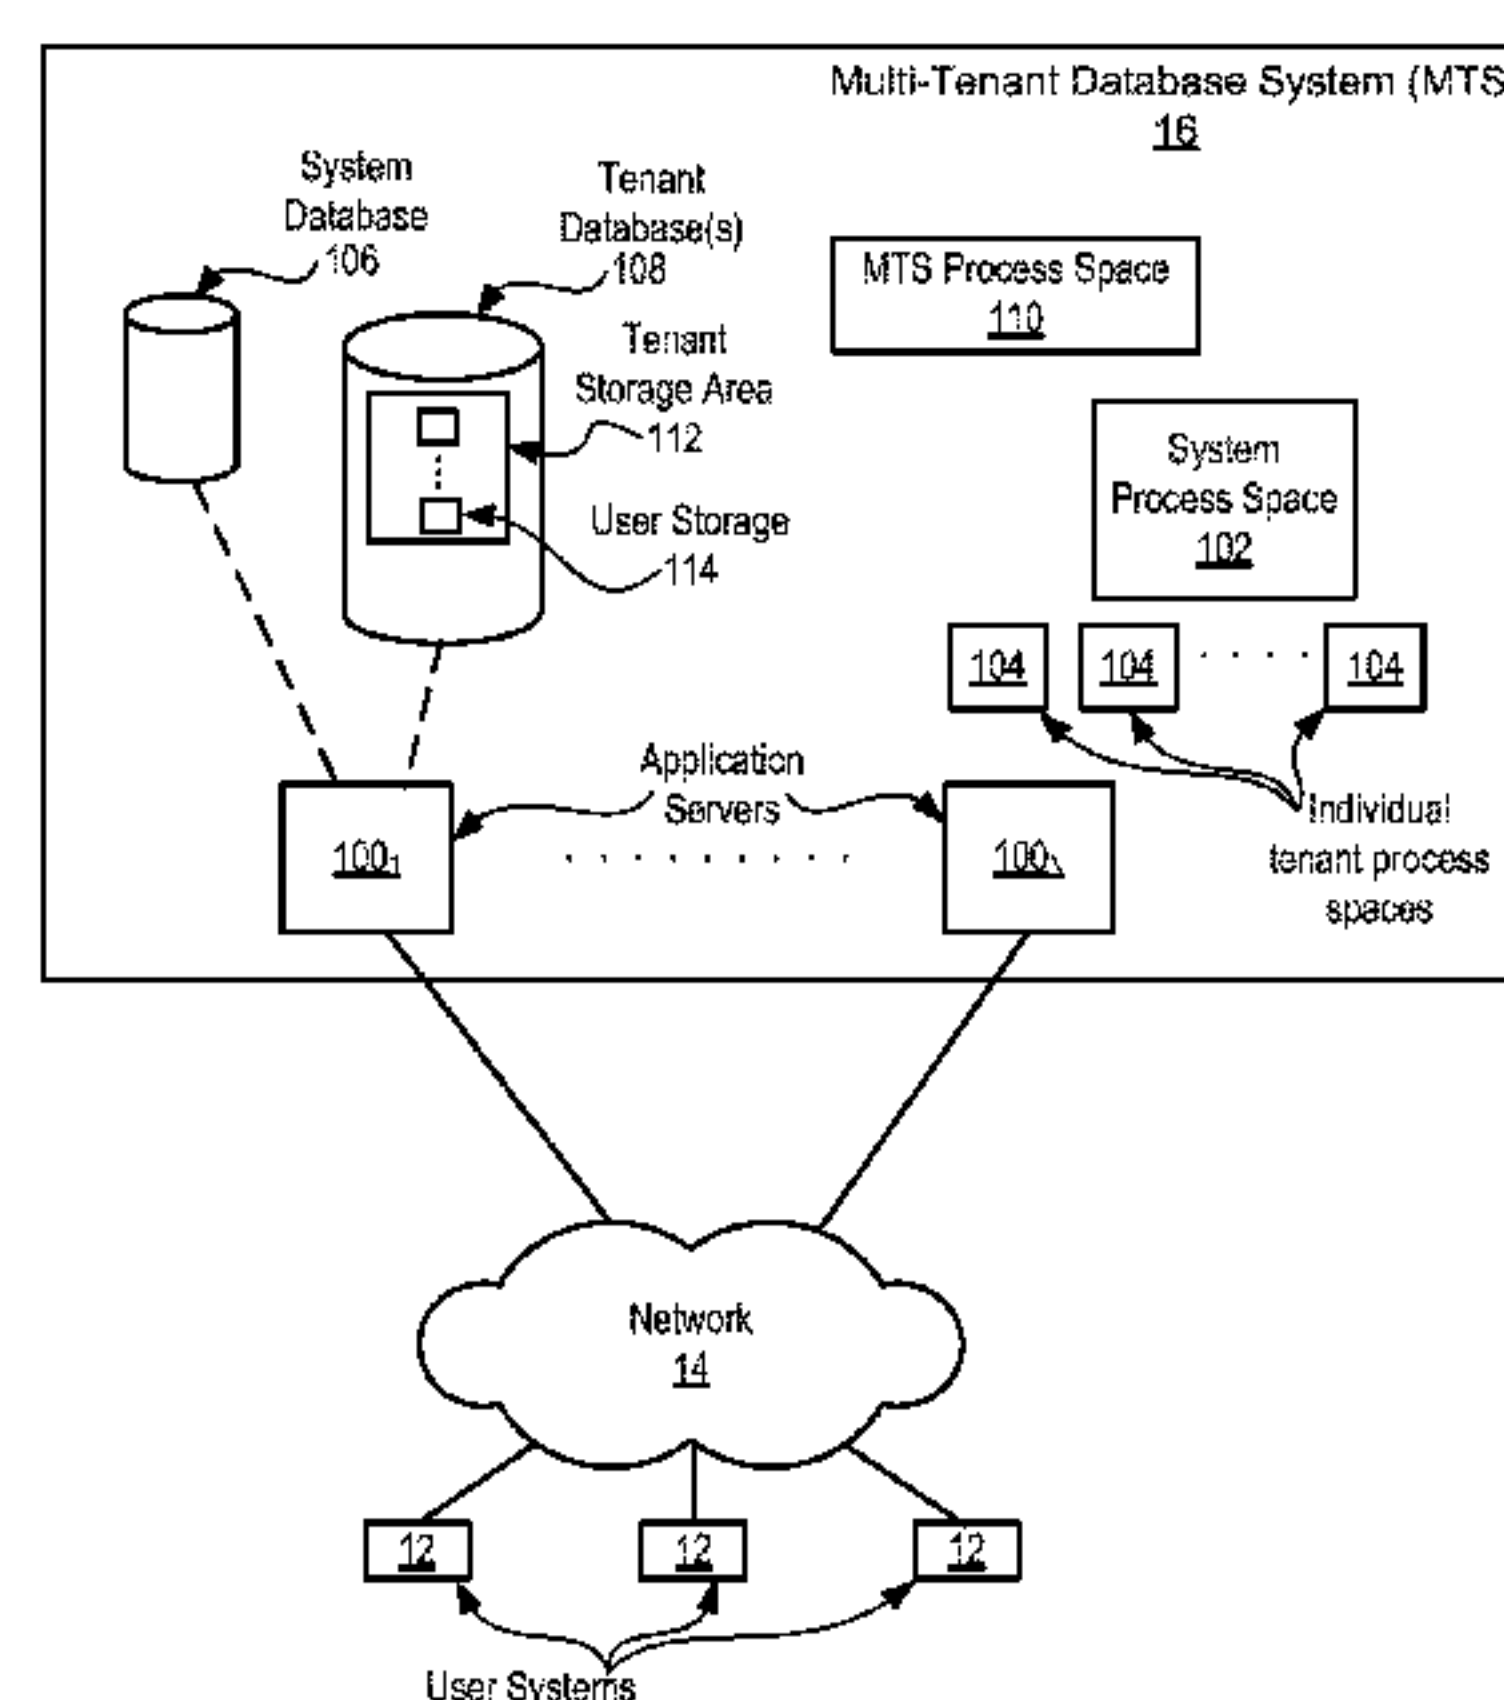 Multi-Tenant Database System (MTS
16
System
Database
106
Tenant
Database(s)
108
MTS Process Space
110
Tenant
Storage Area
112
System
Process Space
102
User Storage
114
104
104
. . . .
104
Application
Servers
Individual
tenant process
spaces
100₁
. . . . . . . . .
100
Network
14
12
12
12
User Systems